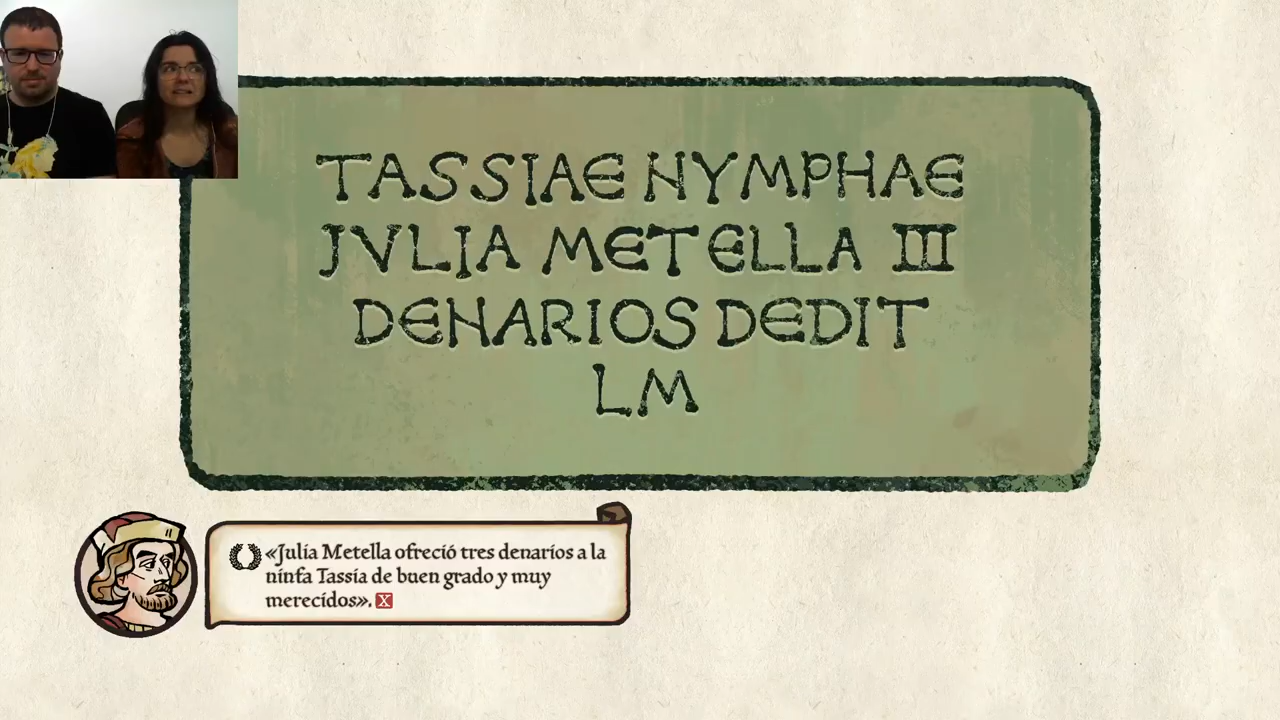 TASSIAE NYMPHAE
JVLIA METELLA III
DENARIOS DEDIT
LM
«Julia Metella ofreció tres denarios a la
ninfa Tassia de buen grado y muy
merecidos». X